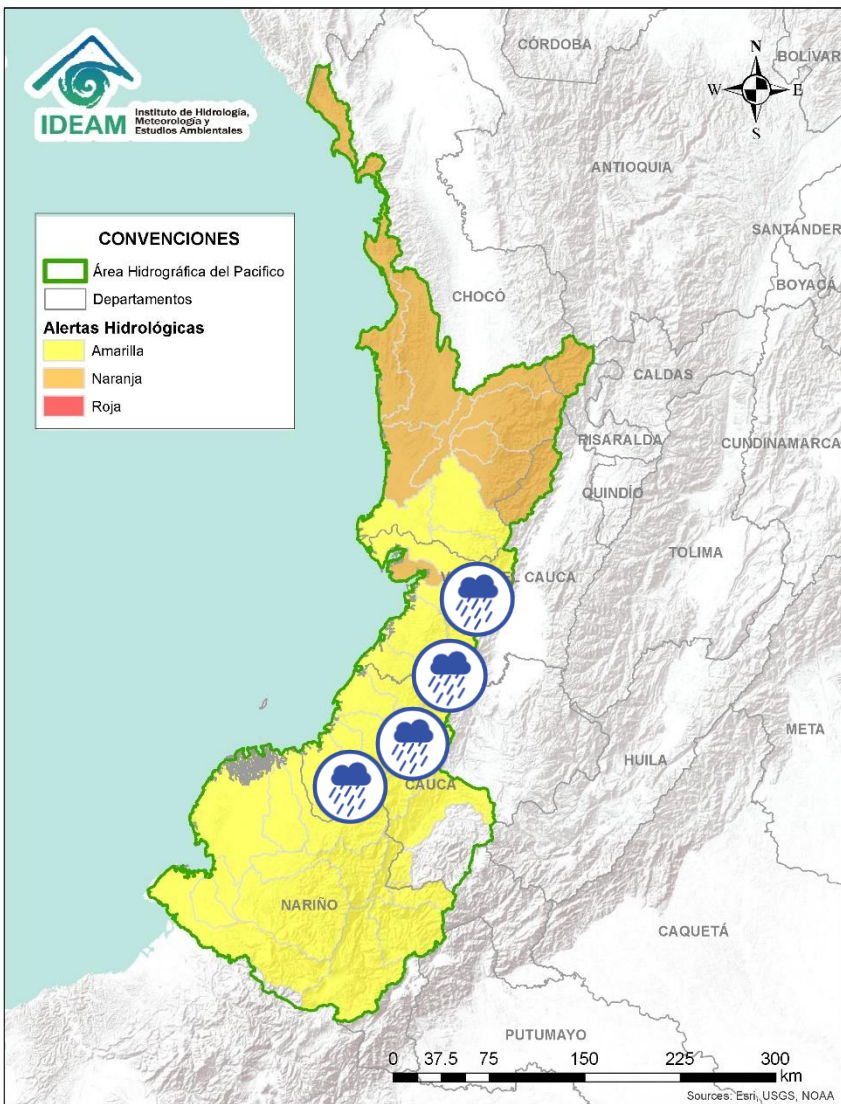 IDEAM
Instituto de Hidrología,
Meteorología y
Estudios Ambientales
CÓRDOBA
BOLÍVAR
N
W
E
S
ANTIOQUIA
SANTANDER
BOYACÁ
CONVENCIONES
Área Hidrográfica del Pacifico
Departamentos
Alertas Hidrológicas
Amarilla
Naranja
Roja
CHOCÓ
CALDAS
RISARALDA
CUNDINAMARCA
QUINDÍO
TOLIMA
V
EL CAUCA
META
HUILA
CAUCA
NARIÑO
CAQUETÁ
PUTUMAYO
0 37.5 75 150 225 300
km
Sources: Esri, USGS, NOAA